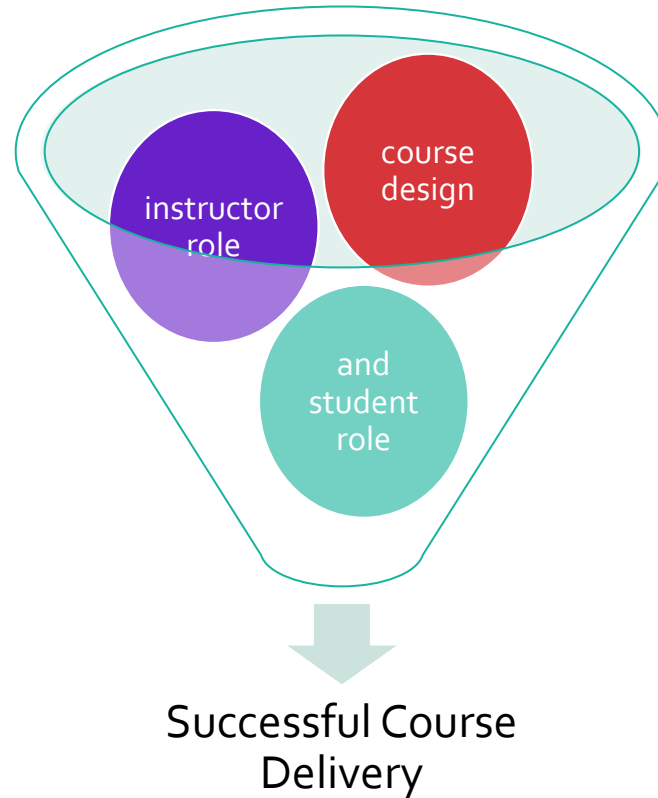 course
design
instructor
role
and
student
role
Successful Course
Delivery